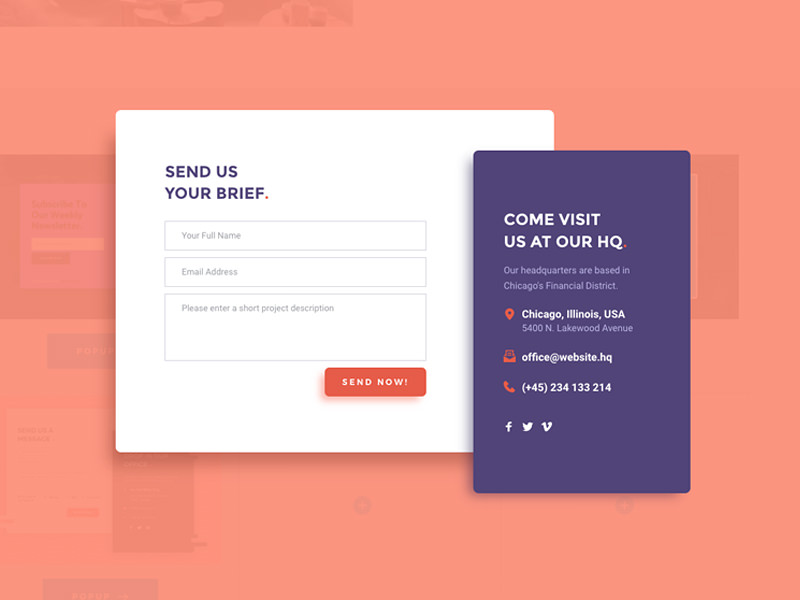 SEND US
YOUR BRIEF.
Your Full Name
Email Address
Please enter a short project description
SEND NOW!
COME VISIT
US AT OUR HQ.
Our headquarters are based in
Chicago's Financial District.
Chicago, Illinois, USA
5400 N. Lakewood Avenue
office@website.hq
(+45) 234 133 214
Subscribe To
Our Weekly
Newsletter.
POPUP
SEND US A
MESSAGE.
POPUP